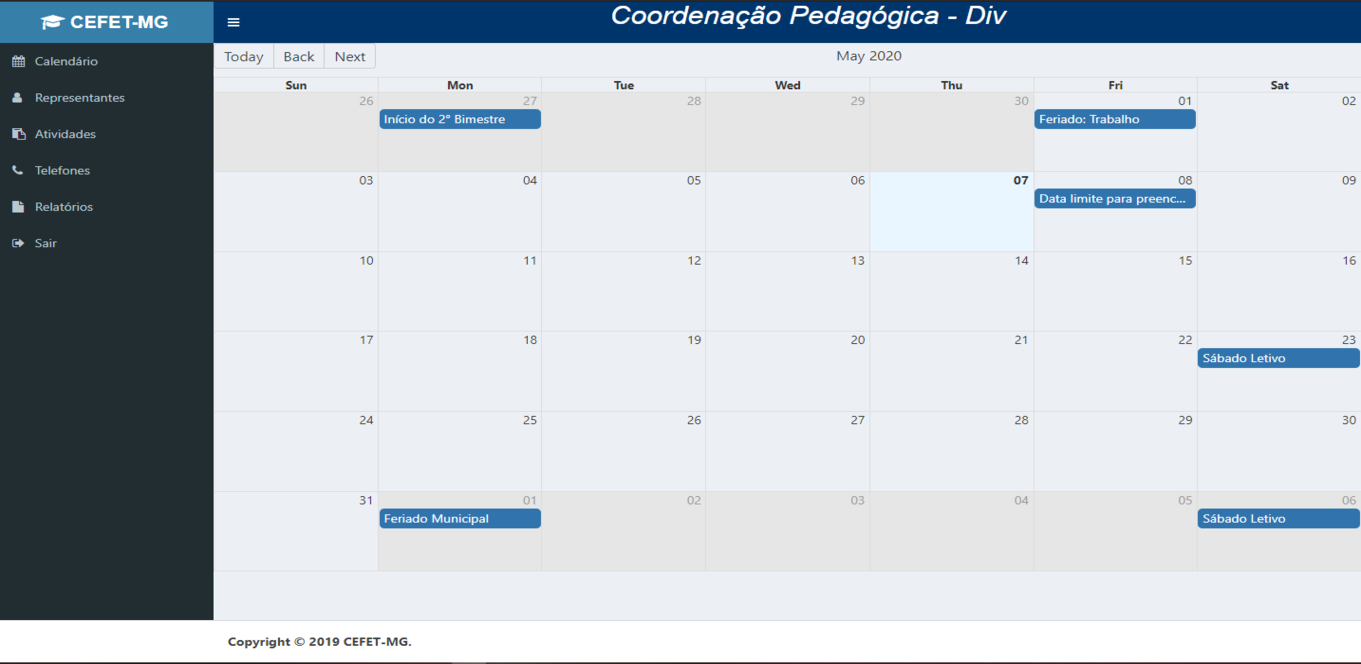 CEFET-MG
Coordenação Pedagógica - Div
Calendário
Representantes
Atividades
Telefones
Relatórios
Sair
Today Back Next May 2020
Sun Mon Tue Wed Thu Fri Sat
26 27 28 29 30 01 02
Início do 2° Bimestre Feriado: Trabalho
03 04 05 06 07 08 09
Data limite para preenc...
10 11 12 13 14 15 16
17 18 19 20 21 22 23
Sábado Letivo
24 25 26 27 28 29 30
31 01 02 03 04 05 06
Feriado Municipal Sábado Letivo
Copyright © 2019 CEFET-MG.